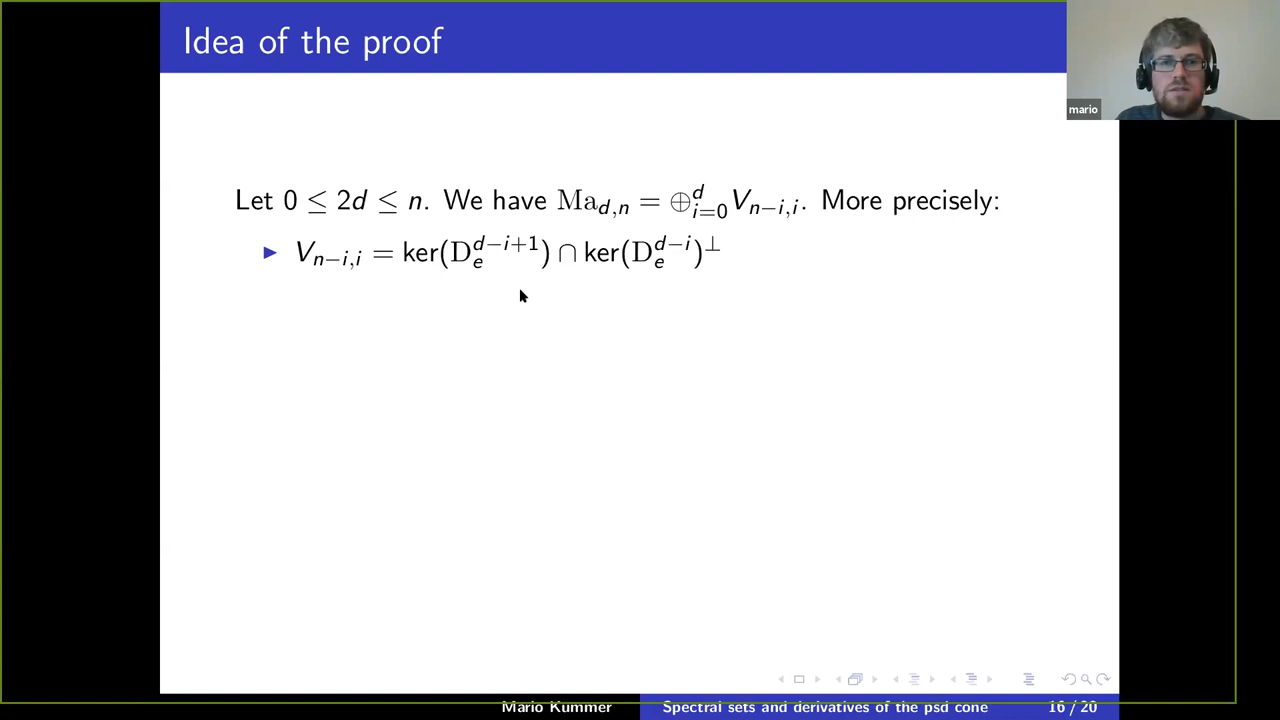 Idea of the proof
mario
Let 0 ≤ 2d ≤ n. We have Ma_{d,n} = ⊕_{i=0}^{d} V_{n−i,i}. More precisely:
▶ V_{n−i,i} = ker(D_e^{d−i+1}) ∩ ker(D_e^{d−i})^⊥
Mario Kummer Spectral sets and derivatives of the psd cone 16 / 20